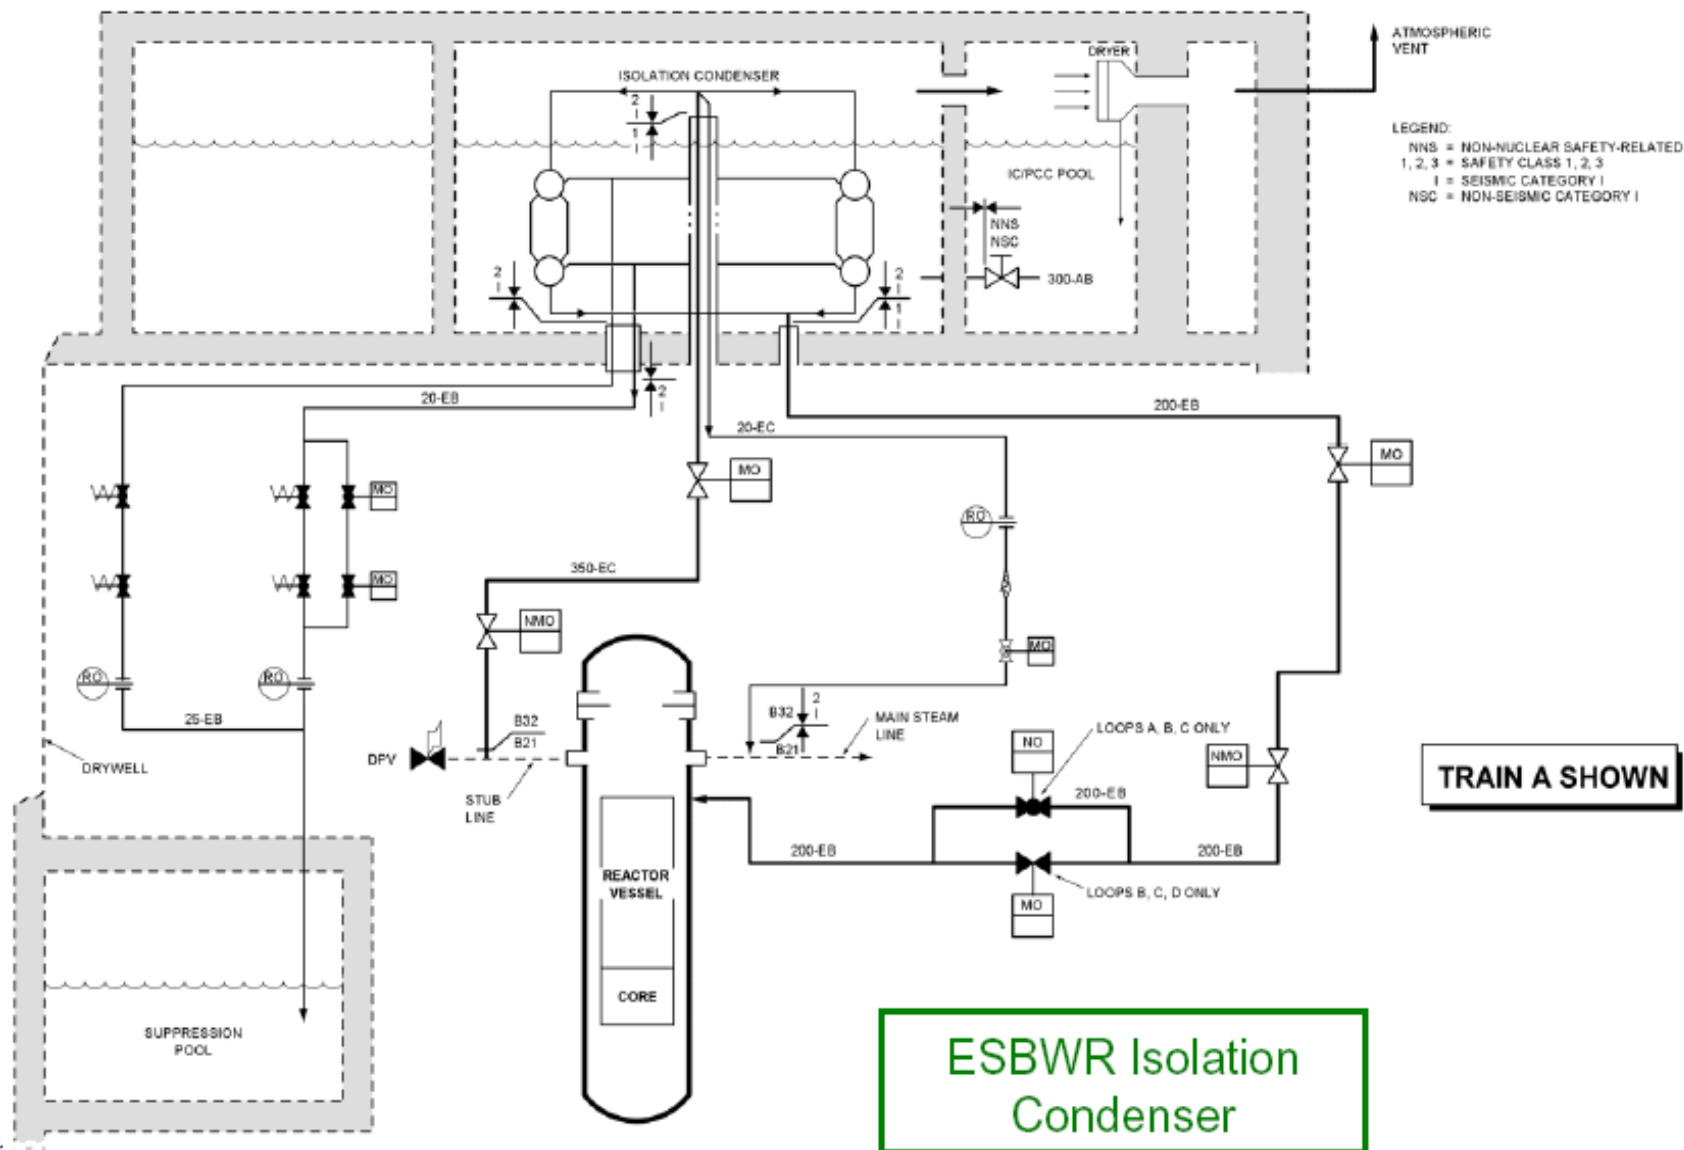 ATMOSPHERIC
VENT
DRYER
ISOLATION CONDENSER
2
I
1
I
LEGEND:
NNS = NON-NUCLEAR SAFETY-RELATED
1, 2, 3 = SAFETY CLASS 1, 2, 3
I = SEISMIC CATEGORY I
NSC = NON-SEISMIC CATEGORY I
IC/PCC POOL
NNS
NSC
300-AB
2
I
2
I
1
I
2
I
20-EB
20-EC
200-EB
MO
MO
MO
RO
MO
350-EC
NMO
MO
RO
RO
25-EB
B32
B21
DPV
STUB
LINE
DRYWELL
B32
2
I
B21
MAIN STEAM
LINE
LOOPS A, B, C ONLY
NO
NMO
200-EB
200-EB
200-EB
LOOPS B, C, D ONLY
MO
TRAIN A SHOWN
REACTOR
VESSEL
CORE
SUPPRESSION
POOL
ESBWR Isolation
Condenser